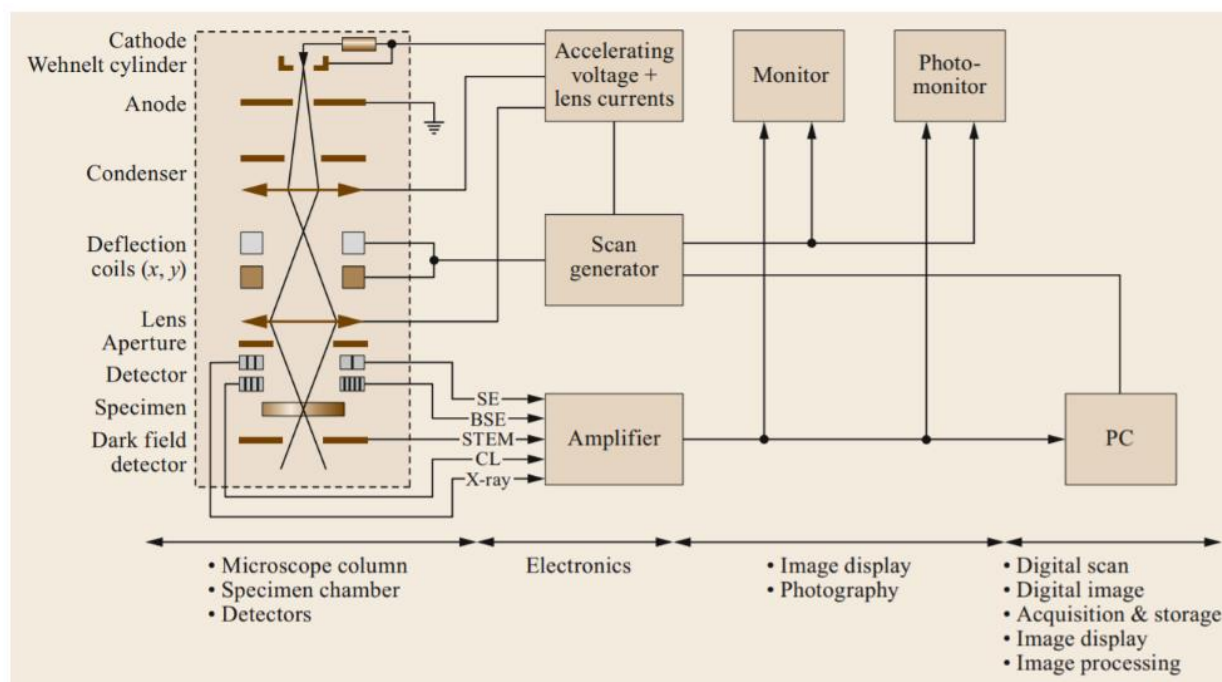 Cathode
Wehnelt cylinder
Anode
Condenser
Deflection
coils (x, y)
Lens
Aperture
Detector
Specimen
Dark field
detector
Accelerating
voltage +
lens currents
Monitor
Photo-
monitor
Scan
generator
SE
BSE
STEM
CL
X-ray
Amplifier
PC
• Microscope column
• Specimen chamber
• Detectors
Electronics
• Image display
• Photography
• Digital scan
• Digital image
• Acquisition & storage
• Image display
• Image processing